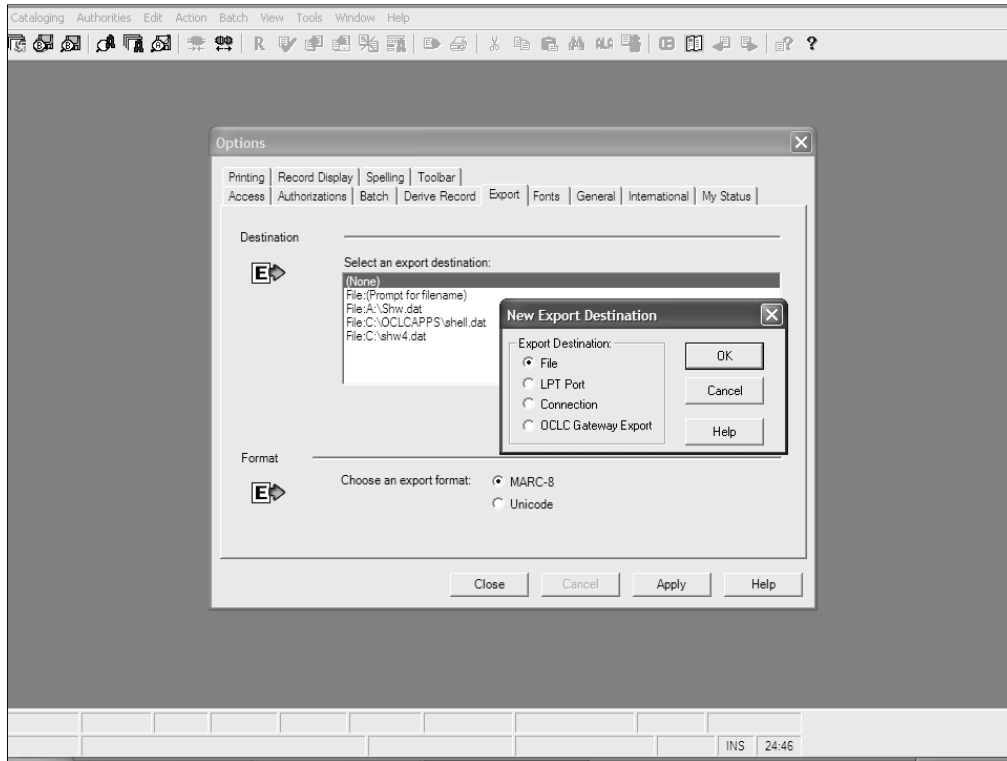 Cataloging Authorities Edit Action Batch View Tools Window Help
R ALA ? ?
Options
Printing Record Display Spelling Toolbar
Access Authorizations Batch Derive Record Export Fonts General International My Status
Destination
E
Select an export destination:
(None)
File:(Prompt for filename)
File:A:\Shw.dat
File:C:\OCLCAPPS\shell.dat
File:C:\shw4.dat
New Export Destination
Export Destination:
File
LPT Port
Connection
OCLC Gateway Export
OK
Cancel
Help
Format
E
Choose an export format:
MARC-8
Unicode
Close Cancel Apply Help
INS 24:46